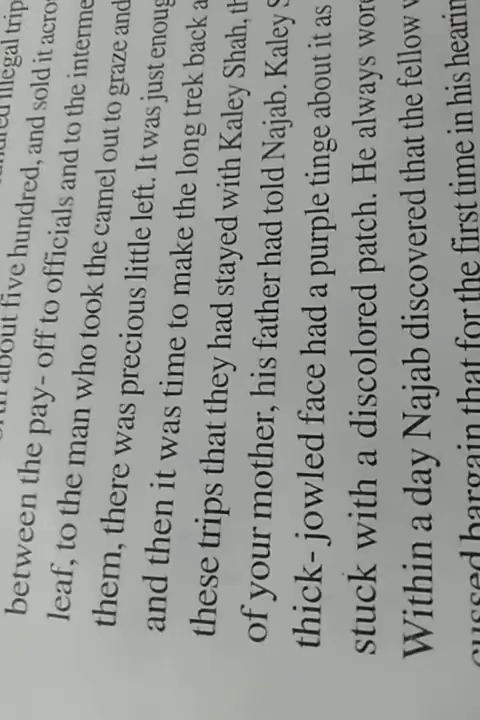 illegal trip
about five hundred, and sold it acro
between the pay- off to officials and to the interme
leaf, to the man who took the camel out to graze and
them, there was precious little left. It was just enoug
and then it was time to make the long trek back a
these trips that they had stayed with Kaley Shah, th
of your mother, his father had told Najab. Kaley S
thick- jowled face had a purple tinge about it as
stuck with a discolored patch. He always wor
Within a day Najab discovered that the fellow
cussed bargain that for the first time in his hearin